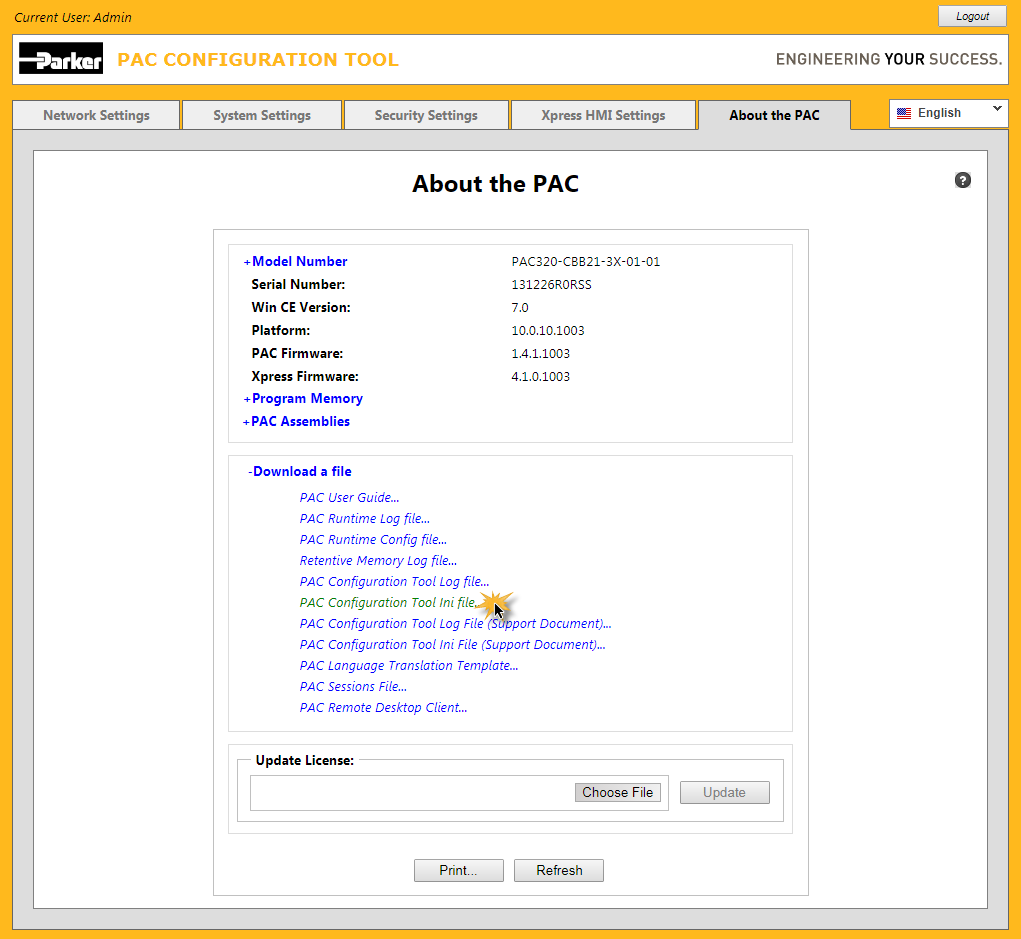 Current User: Admin
Logout
Parker PAC CONFIGURATION TOOL ENGINEERING YOUR SUCCESS.
Network Settings System Settings Security Settings Xpress HMI Settings About the PAC English
About the PAC ?
+Model Number PAC320-CBB21-3X-01-01
Serial Number: 131226R0RSS
Win CE Version: 7.0
Platform: 10.0.10.1003
PAC Firmware: 1.4.1.1003
Xpress Firmware: 4.1.0.1003
+Program Memory
+PAC Assemblies
-Download a file
PAC User Guide...
PAC Runtime Log file...
PAC Runtime Config file...
Retentive Memory Log file...
PAC Configuration Tool Log file...
PAC Configuration Tool Ini file.
PAC Configuration Tool Log File (Support Document)...
PAC Configuration Tool Ini File (Support Document)...
PAC Language Translation Template...
PAC Sessions File...
PAC Remote Desktop Client...
Update License:
Choose File Update
Print... Refresh